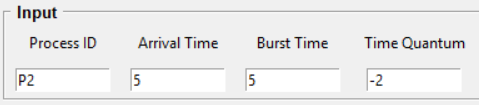 Input
Process ID Arrival Time Burst Time Time Quantum
P2 5 5 -2